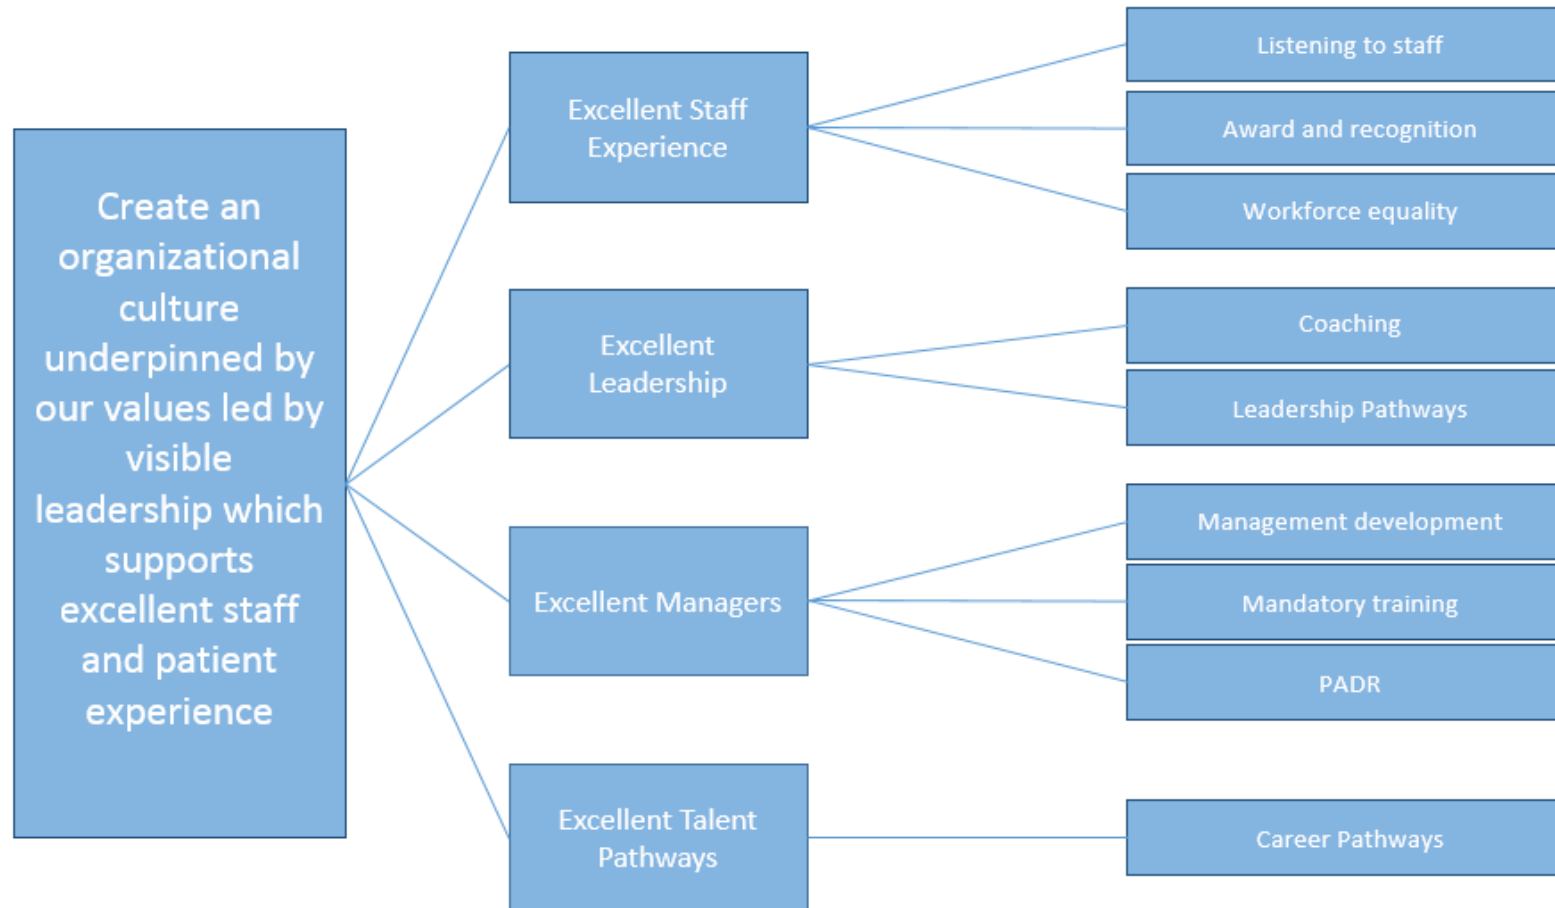 Create an
organizational
culture
underpinned by
our values led by
visible
leadership which
supports
excellent staff
and patient
experience
Excellent Staff
Experience
Listening to staff
Award and recognition
Workforce equality
Excellent
Leadership
Coaching
Leadership Pathways
Excellent Managers
Management development
Mandatory training
PADR
Excellent Talent
Pathways
Career Pathways